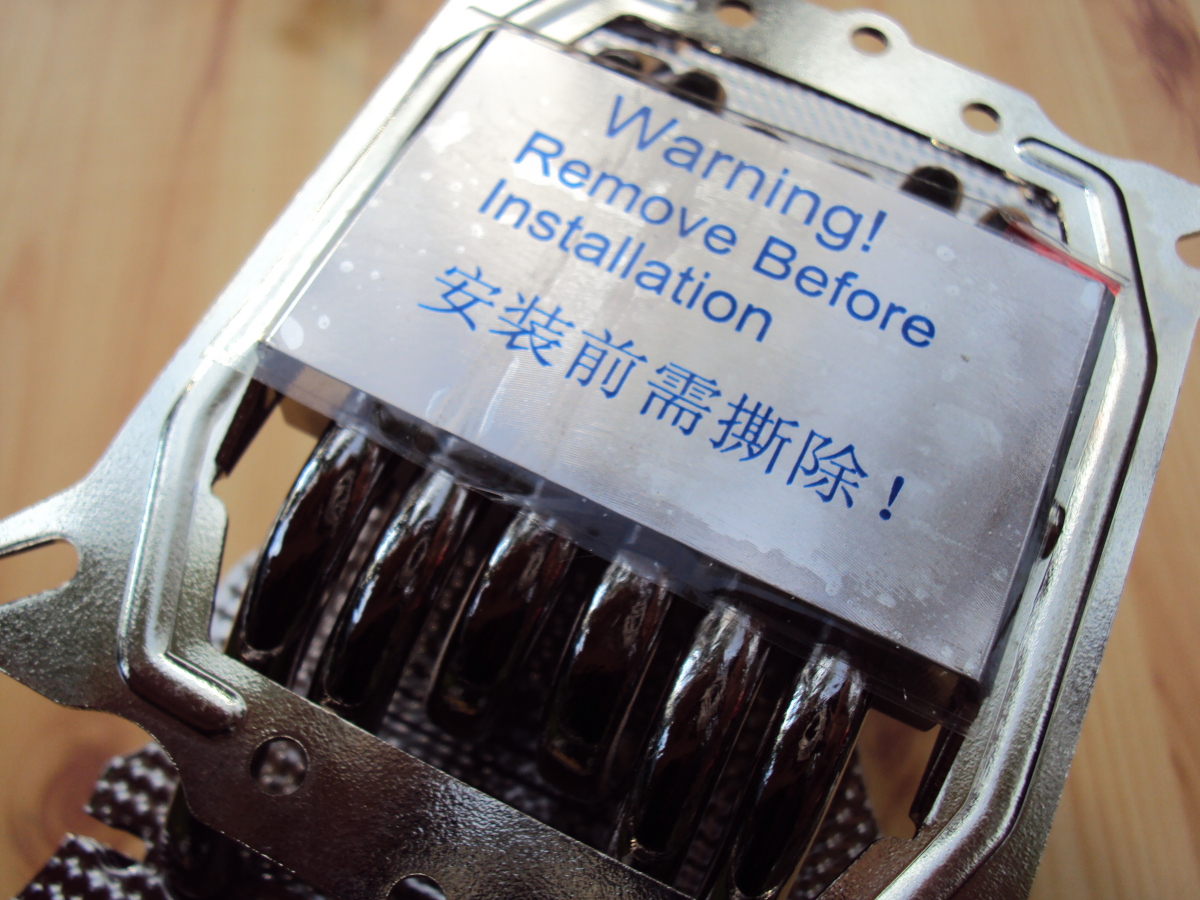 Warning!
Remove Before
Installation
安装前需撕除！